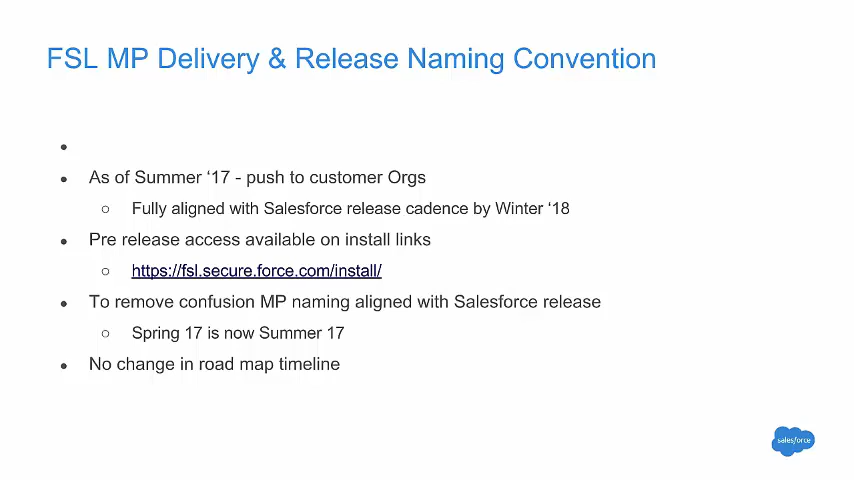 FSL MP Delivery & Release Naming Convention
As of Summer ‘17 - push to customer Orgs
Fully aligned with Salesforce release cadence by Winter ‘18
Pre release access available on install links
https://fsl.secure.force.com/install/
To remove confusion MP naming aligned with Salesforce release
Spring 17 is now Summer 17
No change in road map timeline
salesforce